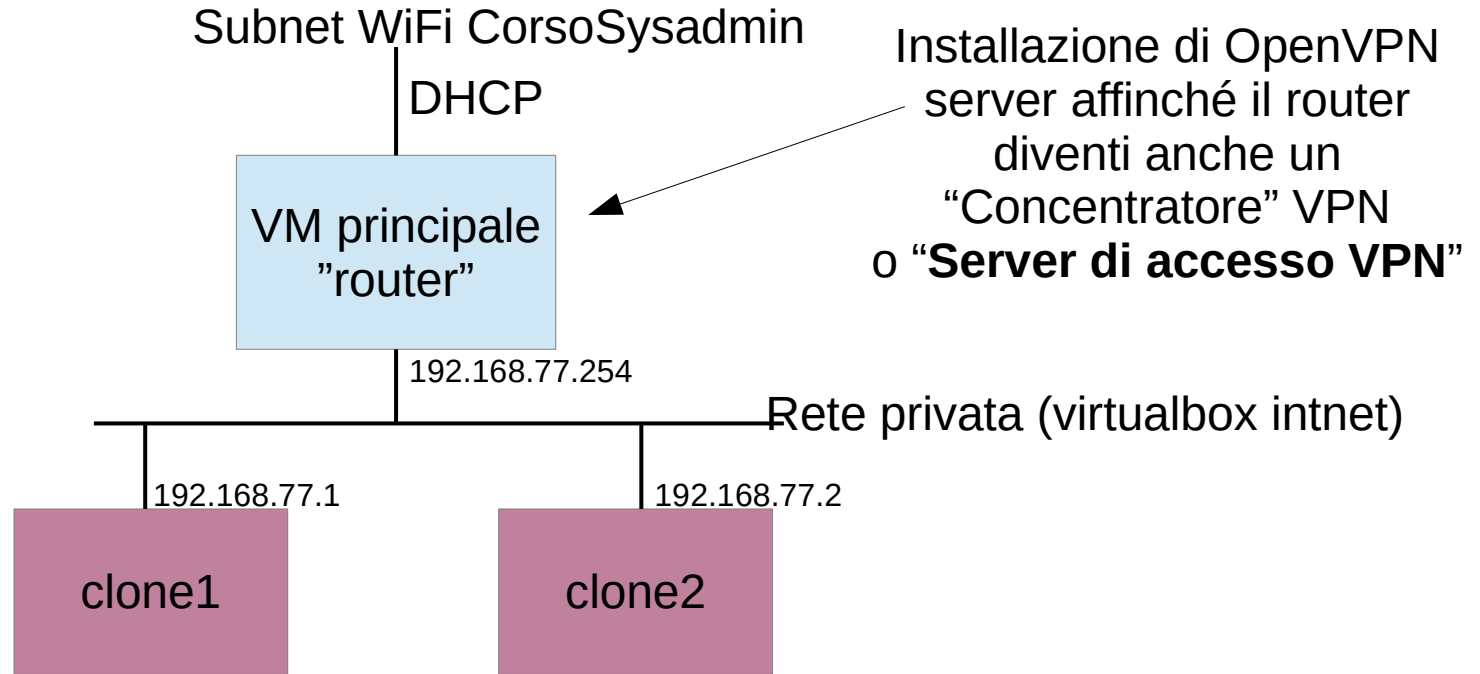 Subnet WiFi CorsoSysadmin
DHCP
Installazione di OpenVPN
server affinché il router
diventi anche un
“Concentratore” VPN
o “Server di accesso VPN”
VM principale
”router”
192.168.77.254
Rete privata (virtualbox intnet)
192.168.77.1
192.168.77.2
clone1
clone2